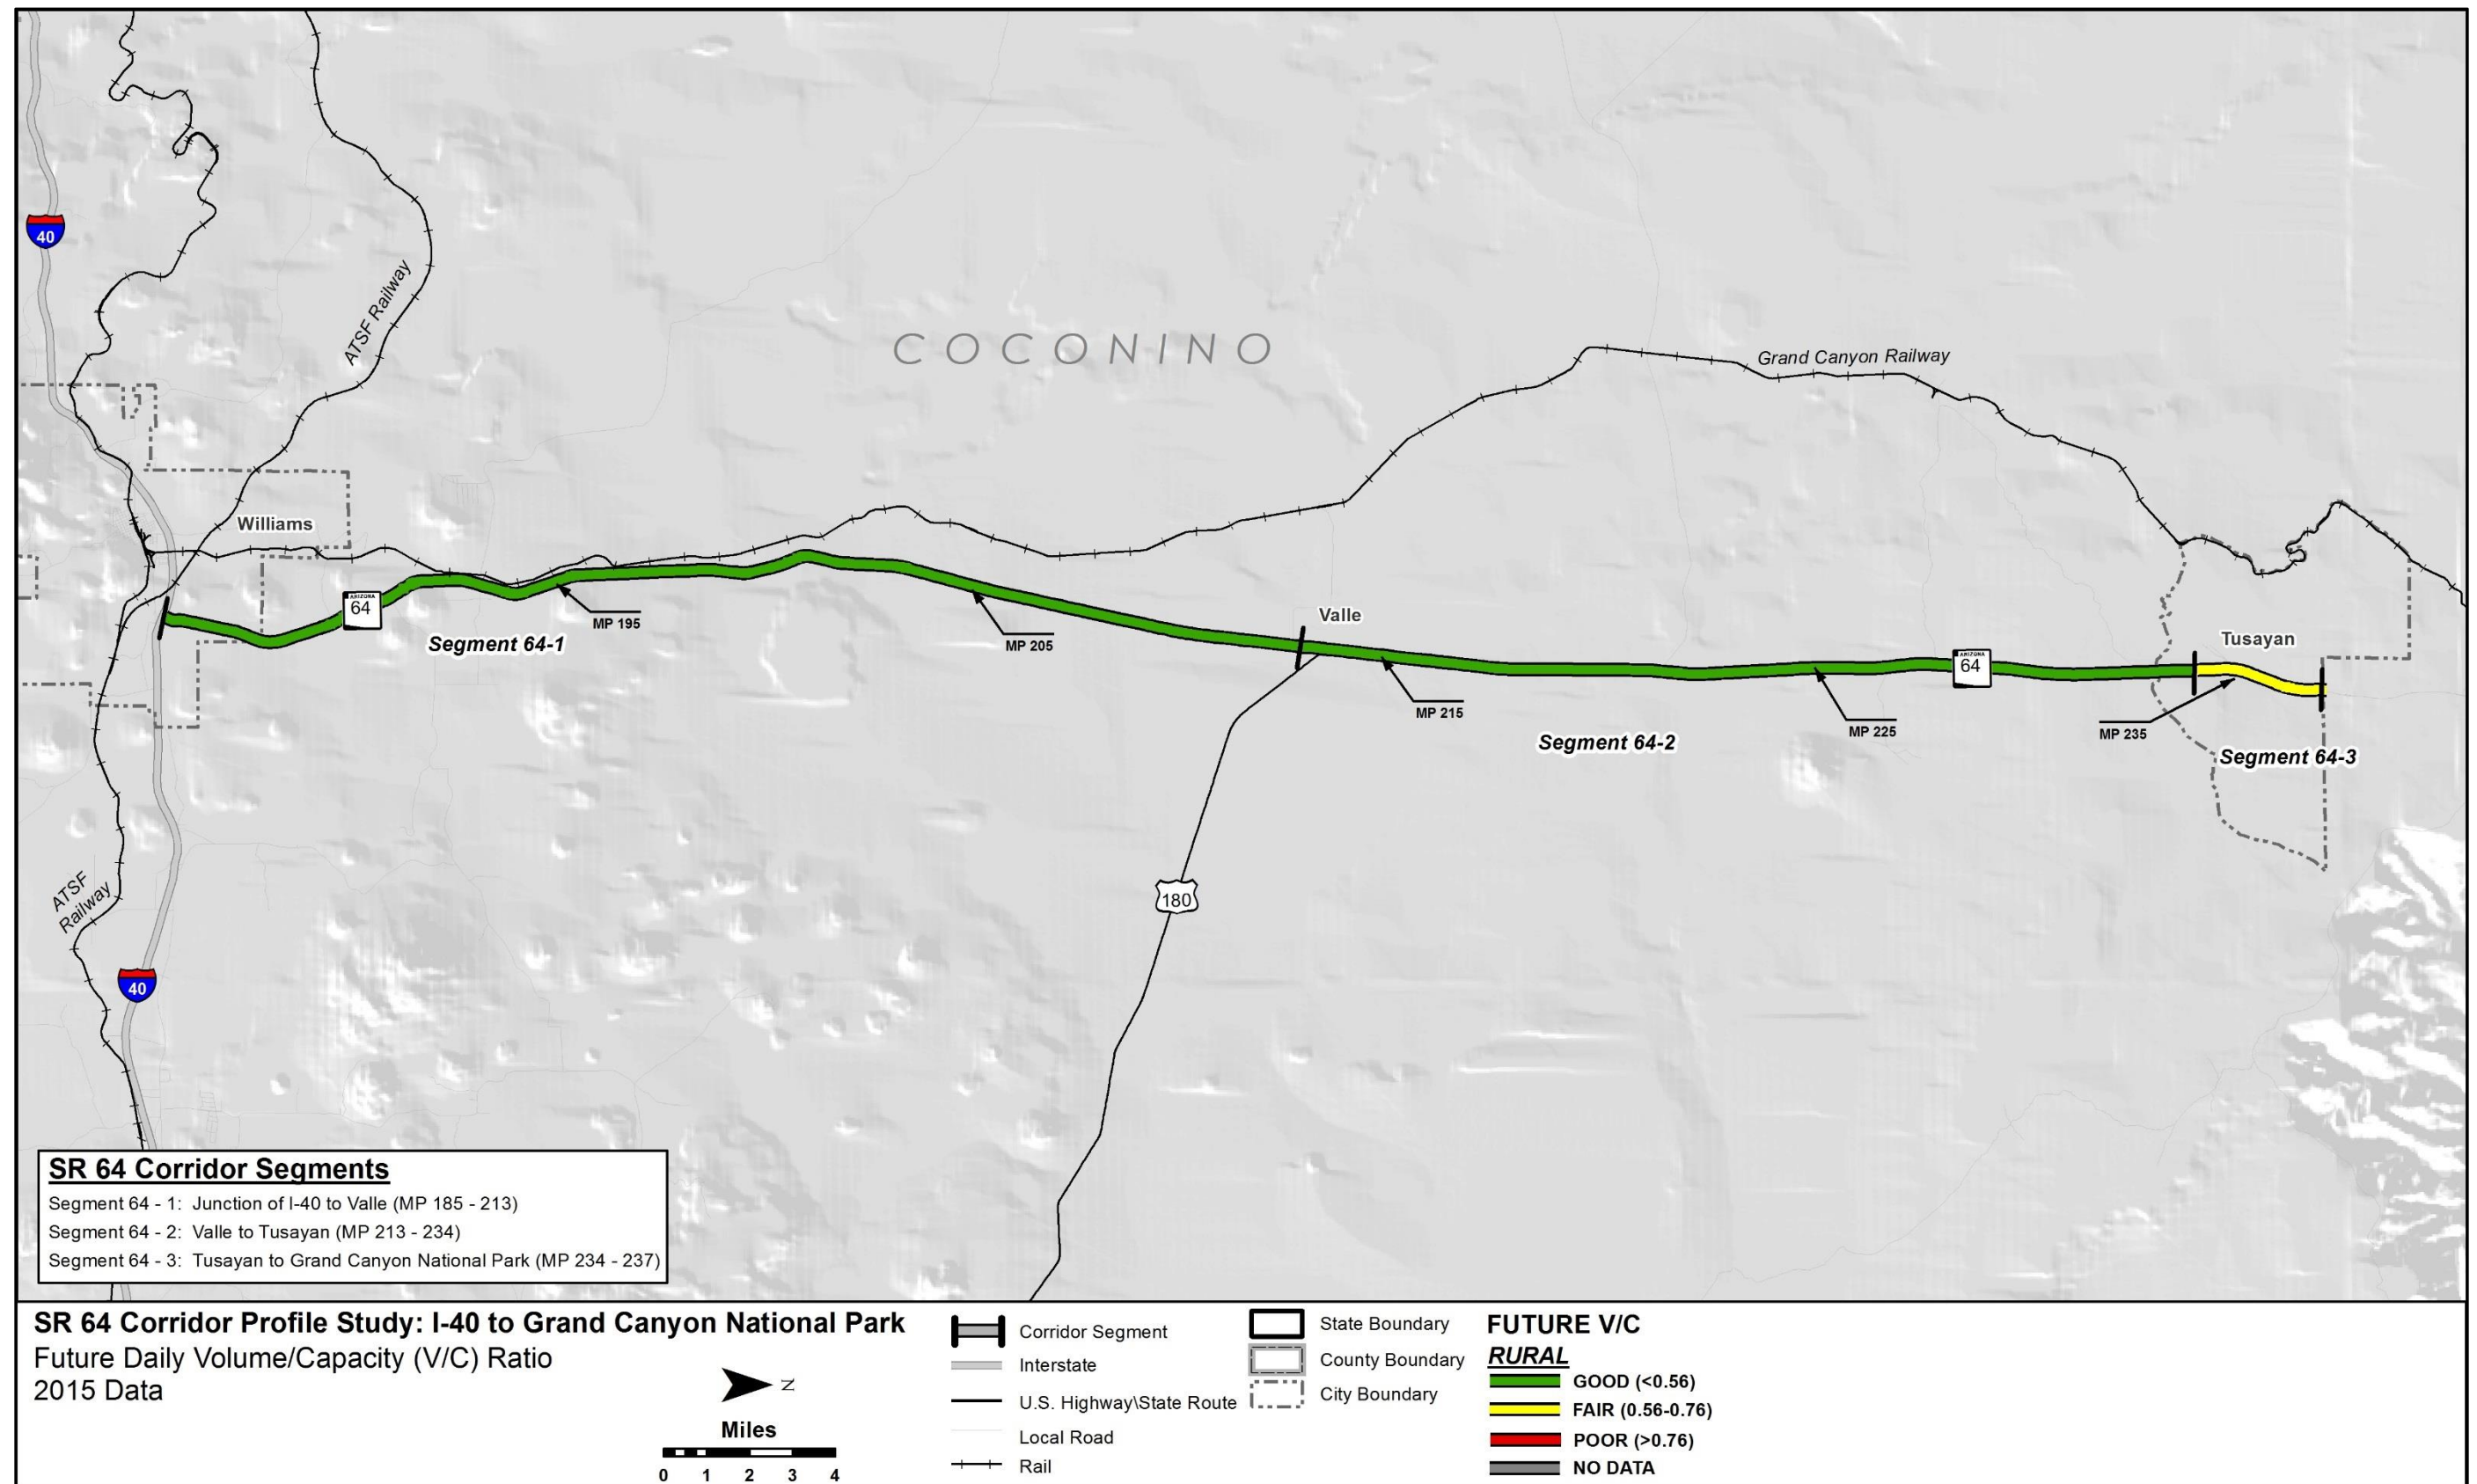 40
ATSF Railway
COCONINO
Grand Canyon Railway
Williams
ARIZONA
64
MP 195
Segment 64-1
MP 205
Valle
MP 215
Segment 64-2
MP 225
ARIZONA
64
Tusayan
MP 235
Segment 64-3
180
ATSF
Railway
40
SR 64 Corridor Segments
Segment 64 - 1: Junction of I-40 to Valle (MP 185 - 213)
Segment 64 - 2: Valle to Tusayan (MP 213 - 234)
Segment 64 - 3: Tusayan to Grand Canyon National Park (MP 234 - 237)
SR 64 Corridor Profile Study: I-40 to Grand Canyon National Park
Future Daily Volume/Capacity (V/C) Ratio
2015 Data
N
Miles
0 1 2 3 4
Corridor Segment
Interstate
U.S. Highway\State Route
Local Road
Rail
State Boundary
County Boundary
City Boundary
FUTURE V/C
RURAL
GOOD (<0.56)
FAIR (0.56-0.76)
POOR (>0.76)
NO DATA